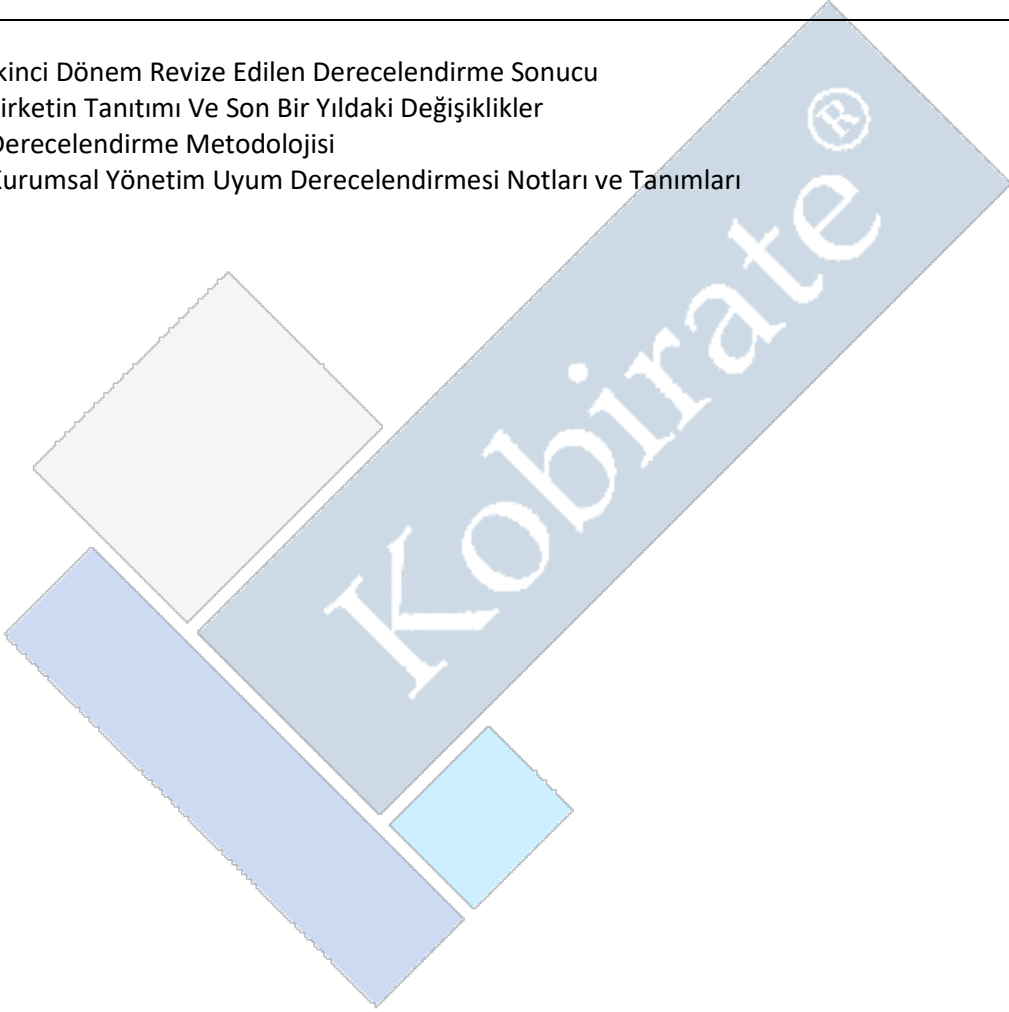 kinci Dönem Revize Edilen Derecelendirme Sonucu
irketin Tanıtımı Ve Son Bir Yıldaki Değişiklikler
Derecelendirme Metodolojisi
Kurumsal Yönetim Uyum Derecelendirmesi Notları ve Tanımları
Kobirate ®